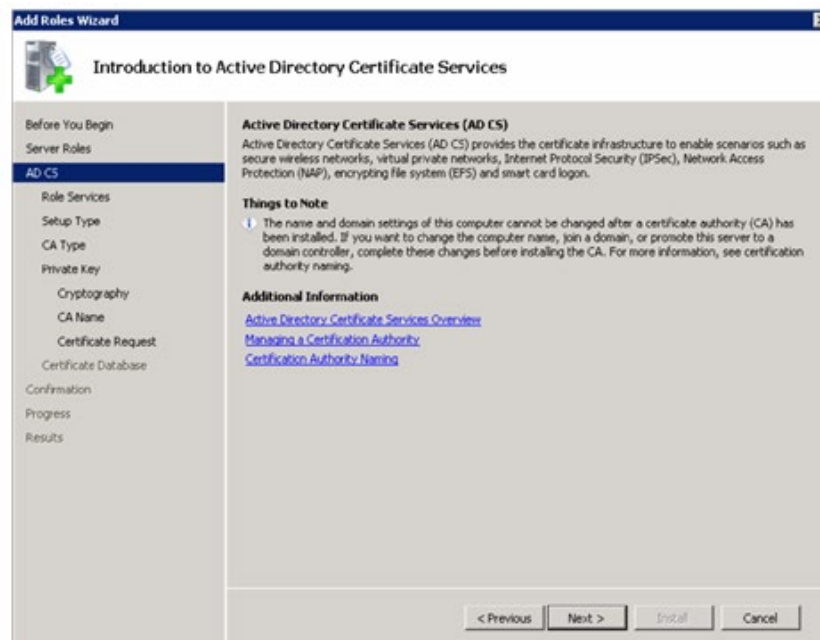 Add Roles Wizard
Introduction to Active Directory Certificate Services
Before You Begin
Server Roles
AD CS
Role Services
Setup Type
CA Type
Private Key
Cryptography
CA Name
Certificate Request
Certificate Database
Confirmation
Progress
Results
Active Directory Certificate Services (AD CS)
Active Directory Certificate Services (AD CS) provides the certificate infrastructure to enable scenarios such as
secure wireless networks, virtual private networks, Internet Protocol Security (IPSec), Network Access
Protection (NAP), encrypting file system (EFS) and smart card logon.
Things to Note
The name and domain settings of this computer cannot be changed after a certificate authority (CA) has
been installed. If you want to change the computer name, join a domain, or promote this server to a
domain controller, complete these changes before installing the CA. For more information, see certification
authority naming.
Additional Information
Active Directory Certificate Services Overview
Managing a Certification Authority
Certification Authority Naming
< Previous
Next >
Install
Cancel